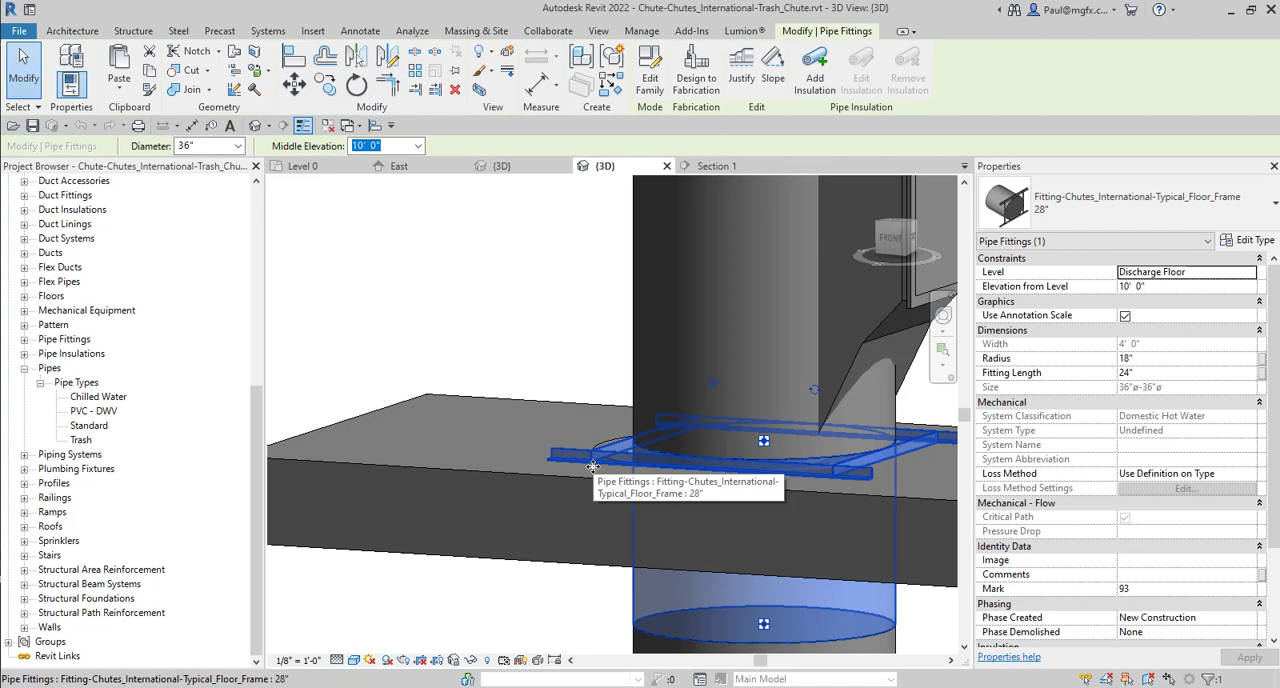 Autodesk Revit 2022 - Chute-Chutes_International-Trash_Chute.rvt - 3D View: {3D}
Paul@mgfx.c...
File
Architecture
Structure
Steel
Precast
Systems
Insert
Annotate
Analyze
Massing & Site
Collaborate
View
Manage
Add-Ins
Lumion®
Modify | Pipe Fittings
Modify
Paste
Notch
Cut
Join
Edit Family
Design to Fabrication
Justify
Slope
Add Insulation
Edit Insulation
Remove Insulation
Select
Properties
Clipboard
Geometry
Modify
View
Measure
Create
Mode
Fabrication
Edit
Pipe Insulation
Modify | Pipe Fittings
Diameter: 36"
Middle Elevation: 10' 0"
Project Browser - Chute-Chutes_International-Trash_Chu...
Level 0
East
{3D}
{3D}
Section 1
Properties
Duct Accessories
Duct Fittings
Duct Insulations
Duct Linings
Duct Systems
Ducts
Flex Ducts
Flex Pipes
Floors
Mechanical Equipment
Pattern
Pipe Fittings
Pipe Insulations
Pipes
Pipe Types
Chilled Water
PVC - DWV
Standard
Trash
Piping Systems
Plumbing Fixtures
Profiles
Railings
Ramps
Roofs
Sprinklers
Stairs
Structural Area Reinforcement
Structural Beam Systems
Structural Foundations
Structural Path Reinforcement
Walls
Groups
Revit Links
FRONT
Pipe Fittings : Fitting-Chutes_International-
Typical_Floor_Frame : 28"
1/8" = 1'-0"
Fitting-Chutes_International-Typical_Floor_Frame
28"
Pipe Fittings (1)
Edit Type
Constraints
Level Discharge Floor
Elevation from Level 10' 0"
Graphics
Use Annotation Scale
Dimensions
Width 4' 0"
Radius 18"
Fitting Length 24"
Size 36"ø-36"ø
Mechanical
System Classification Domestic Hot Water
System Type Undefined
System Name
System Abbreviation
Loss Method Use Definition on Type
Loss Method Settings Edit...
Mechanical - Flow
Critical Path
Pressure Drop
Identity Data
Image
Comments
Mark 93
Phasing
Phase Created New Construction
Phase Demolished None
Properties help
Apply
Pipe Fittings : Fitting-Chutes_International-Typical_Floor_Frame : 28"
:0
Main Model
:1